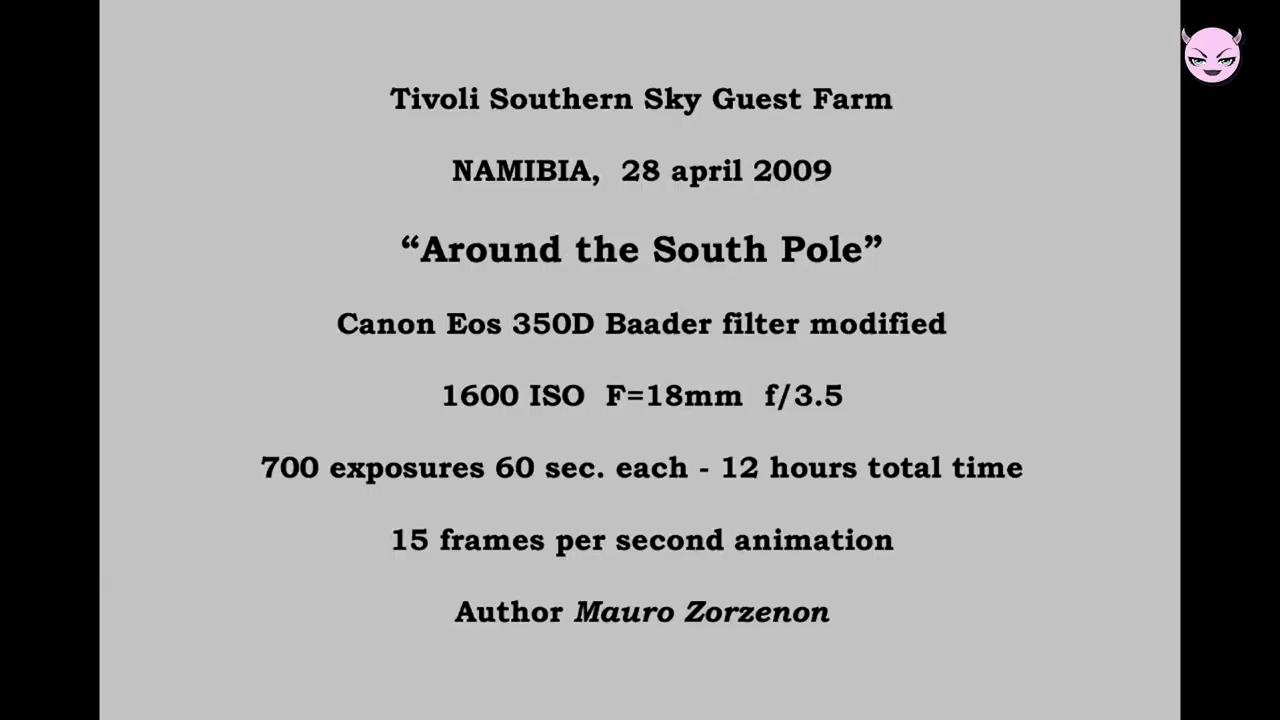 Tivoli Southern Sky Guest Farm
NAMIBIA,  28 april 2009
“Around the South Pole”
Canon Eos 350D Baader filter modified
1600 ISO  F=18mm  f/3.5
700 exposures 60 sec. each - 12 hours total time
15 frames per second animation
Author Mauro Zorzenon